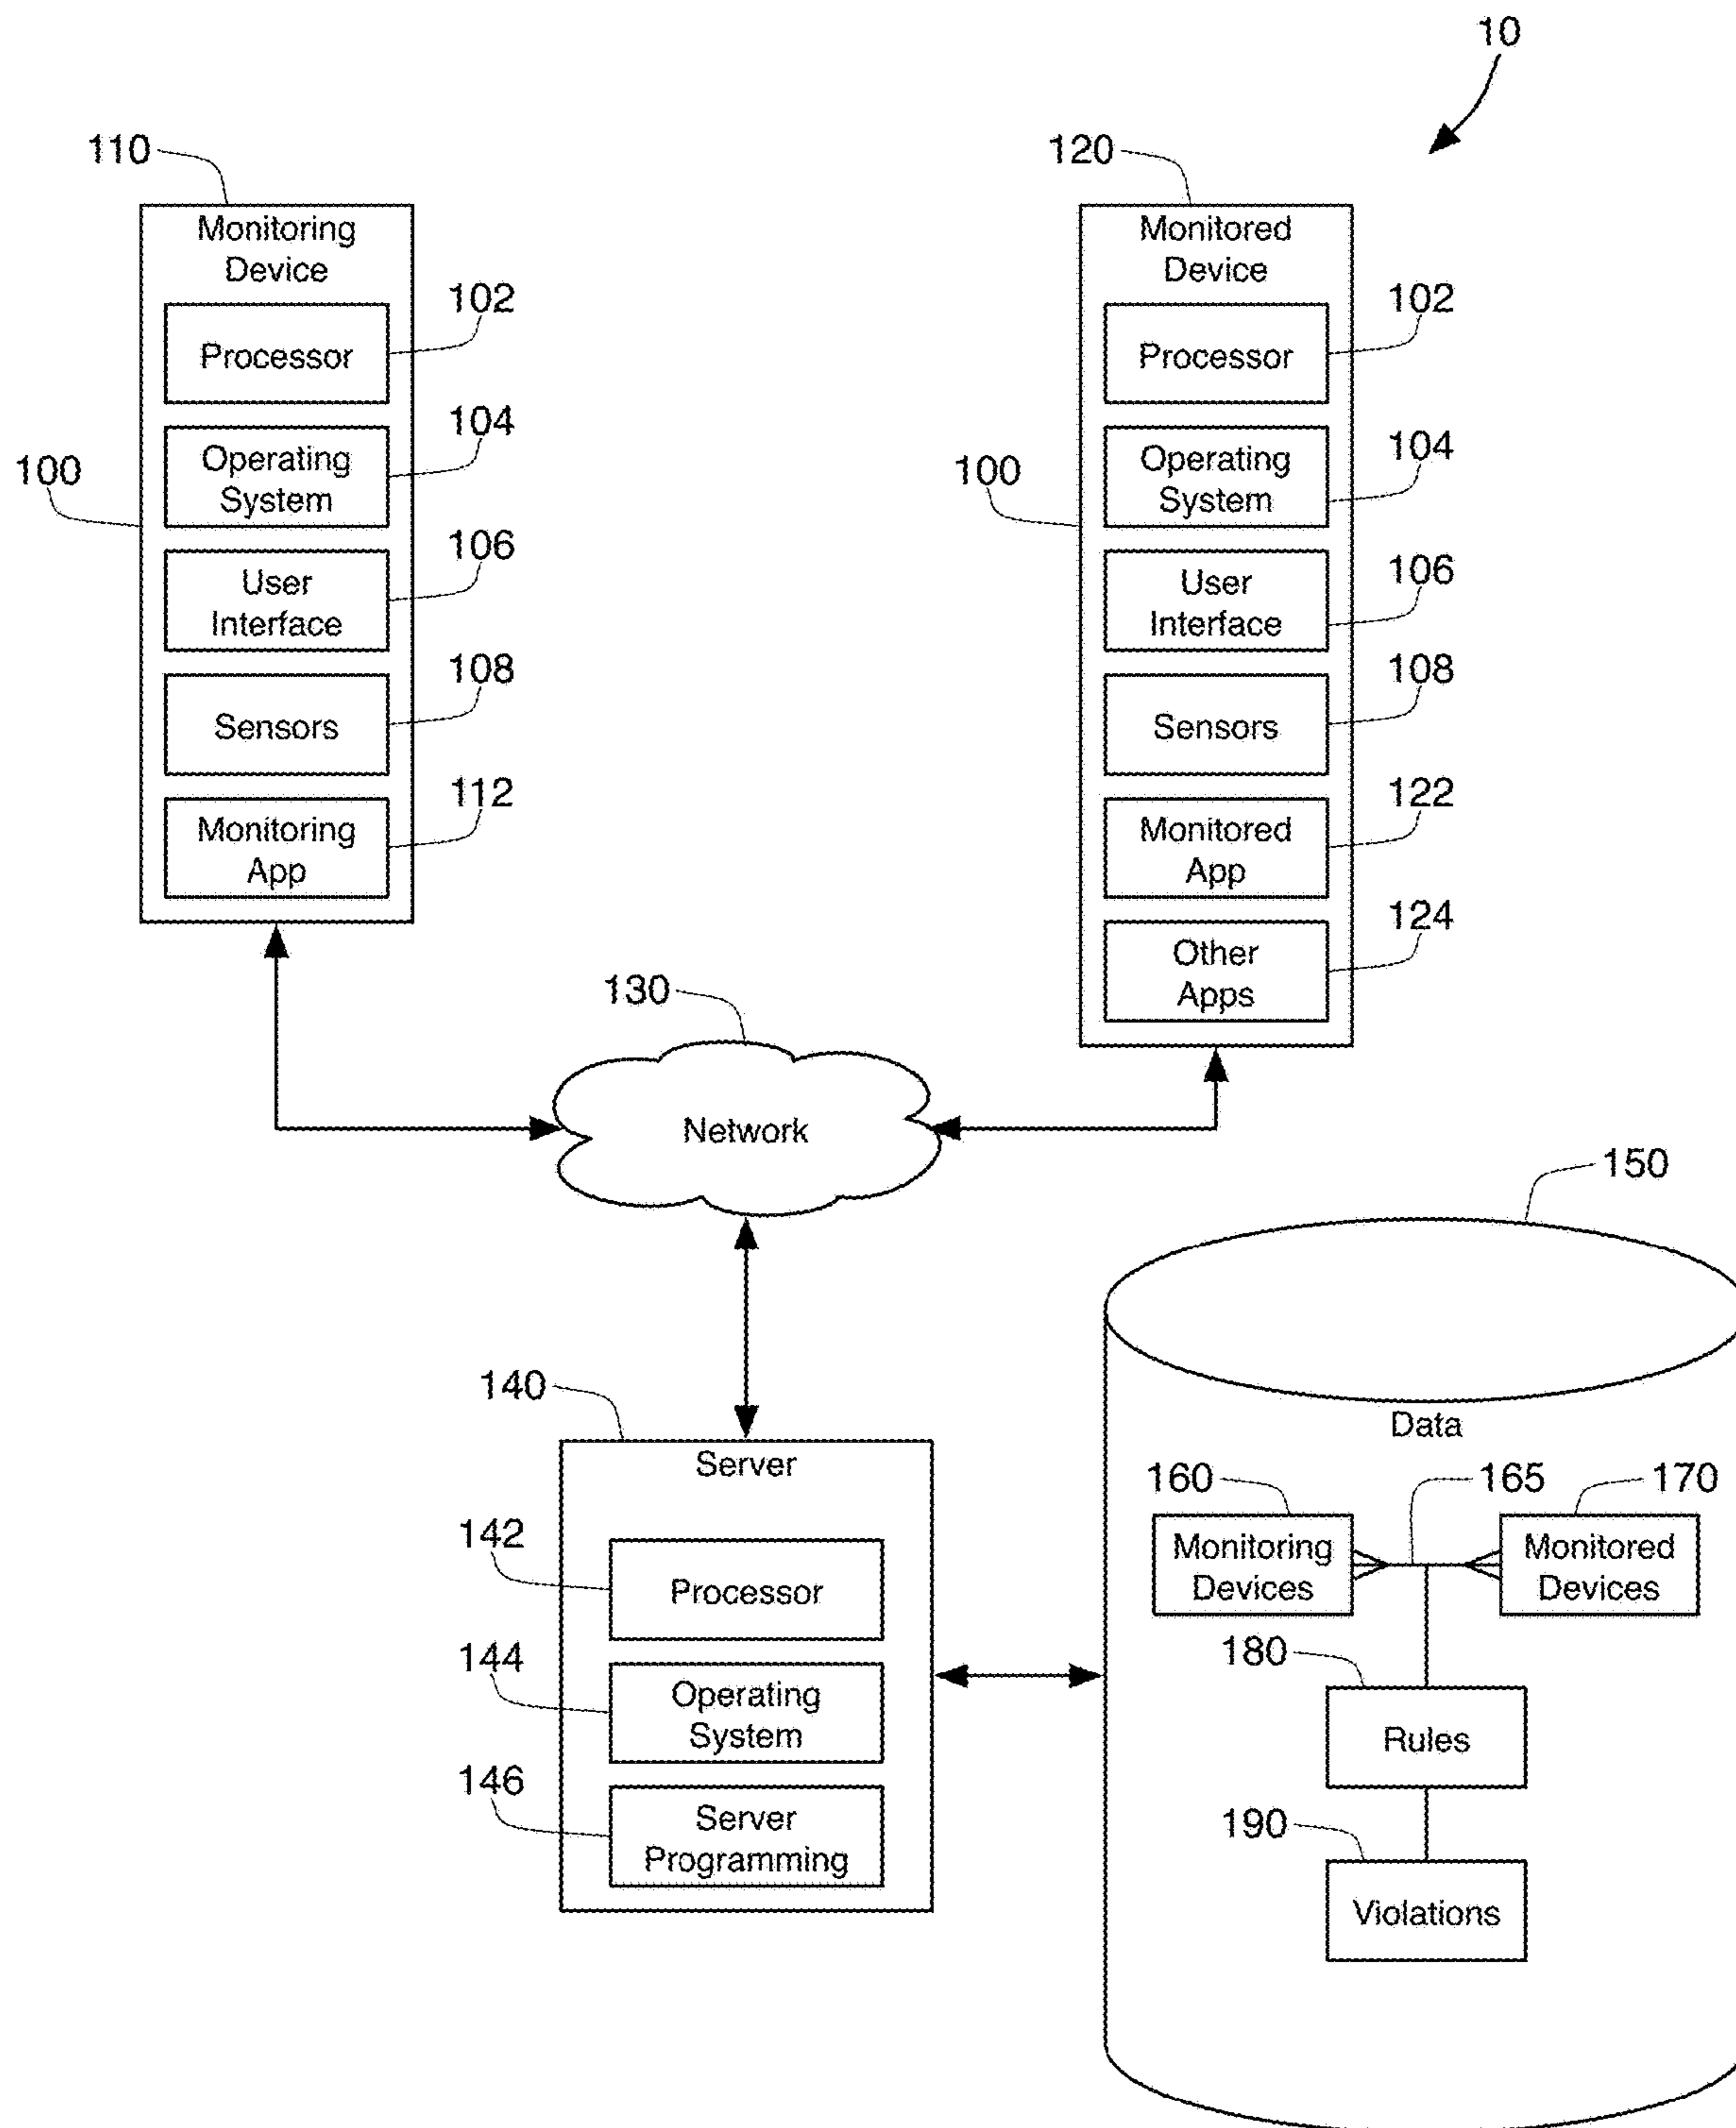 10
110
Monitoring
Device
102
Processor
104
Operating
System
100
106
User
Interface
108
Sensors
112
Monitoring
App
120
Monitored
Device
102
Processor
104
Operating
System
100
106
User
Interface
108
Sensors
122
Monitored
App
124
Other
Apps
130
Network
140
Server
142
Processor
144
Operating
System
146
Server
Programming
150
Data
160
165
170
Monitoring
Devices
Monitored
Devices
180
Rules
190
Violations